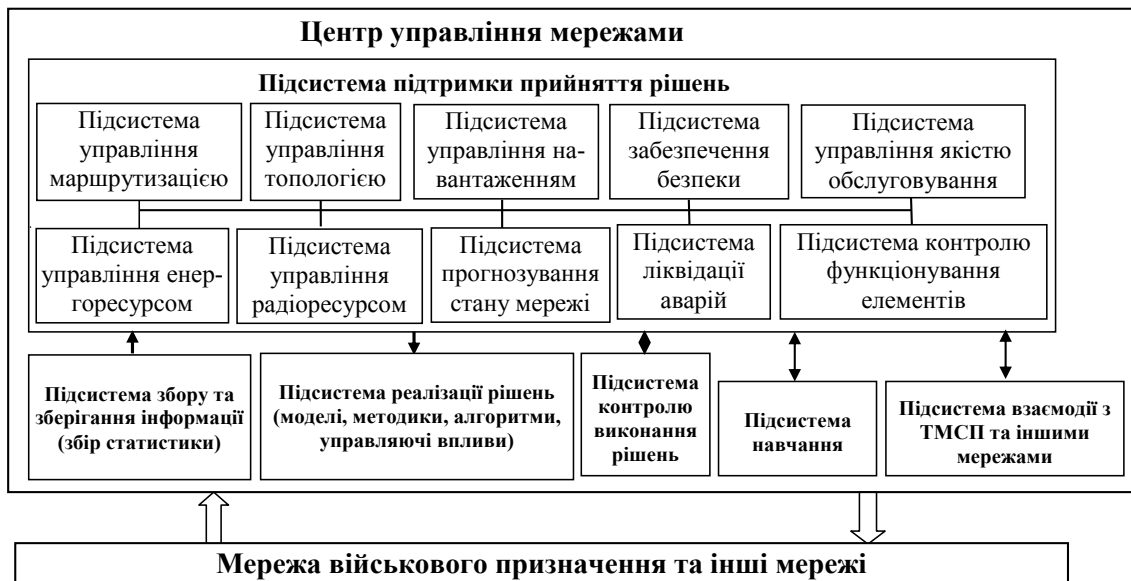 Центр управління мережами
Підсистема підтримки прийняття рішень
Підсистема
управління
маршрутизацією
Підсистема
управління
топологією
Підсистема
управління на-
вантаженням
Підсистема
забезпечення
безпеки
Підсистема
управління якістю
обслуговування
Підсистема
управління енер-
горесурсом
Підсистема
управління
радіоресурсом
Підсистема
прогнозування
стану мережі
Підсистема
ліквідації
аварій
Підсистема контролю
функціонування
елементів
Підсистема збору та
зберігання інформації
(збір статистики)
Підсистема реалізації рішень
(моделі, методики, алгоритми,
управляючі впливи)
Підсистема
контролю
виконання
рішень
Підсистема
навчання
Підсистема взаємодії з
ТМСП та іншими
мережами
Мережа військового призначення та інші мережі